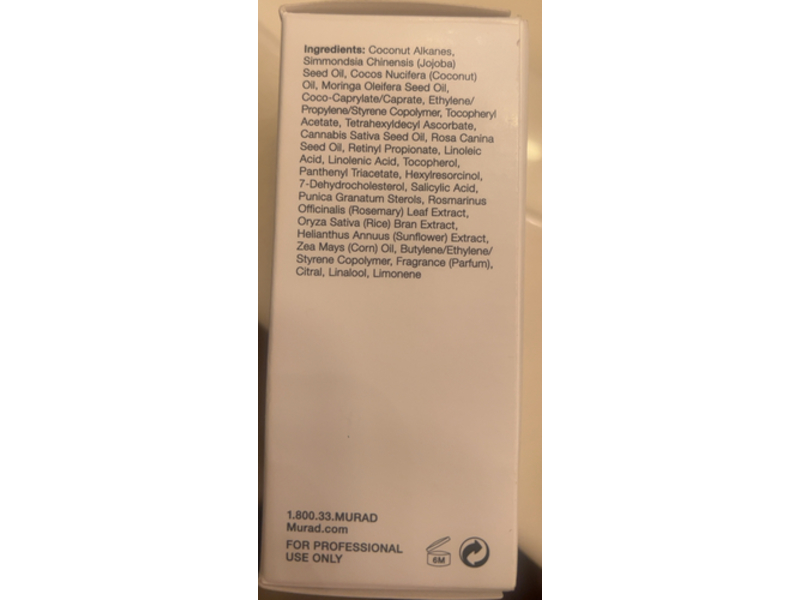 Ingredients: Coconut Alkanes,
Simmondsia Chinensis (Jojoba)
Seed Oil, Cocos Nucifera (Coconut)
Oil, Moringa Oleifera Seed Oil,
Coco-Caprylate/Caprate, Ethylene/
Propylene/Styrene Copolymer, Tocopheryl
Acetate, Tetrahexyldecyl Ascorbate,
Cannabis Sativa Seed Oil, Rosa Canina
Seed Oil, Retinyl Propionate, Linoleic
Acid, Linolenic Acid, Tocopherol,
Panthenyl Triacetate, Hexylresorcinol,
7-Dehydrocholesterol, Salicylic Acid,
Punica Granatum Sterols, Rosmarinus
Officinalis (Rosemary) Leaf Extract,
Oryza Sativa (Rice) Bran Extract,
Helianthus Annuus (Sunflower) Extract,
Zea Mays (Corn) Oil, Butylene/Ethylene/
Styrene Copolymer, Fragrance (Parfum),
Citral, Linalool, Limonene
1.800.33.MURAD
Murad.com
FOR PROFESSIONAL
USE ONLY
6M